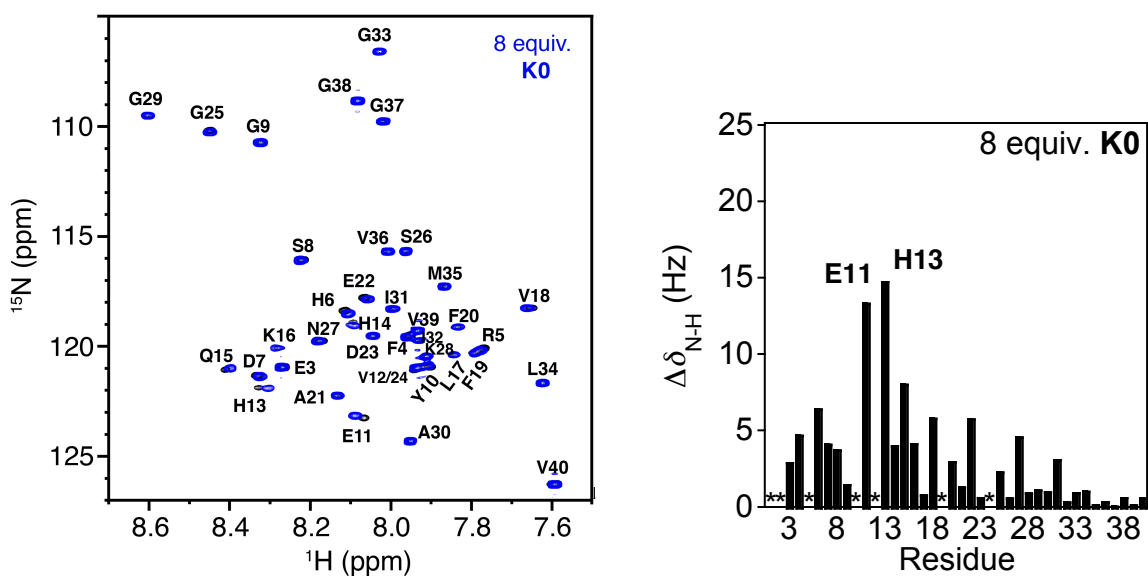 8 equiv.
K0
G33
G38
G37
G29
G25
G9
110
115
120
125
15N (ppm)
S8
V36
S26
M35
E22
H6
I31
V18
V39
F20
H14
I32
R5
K16
N27
D23
F4
K28
Q15
D7
E3
V12/24
Y10
L17
F19
L34
H13
A21
E11
A30
V40
8.6
8.4
8.2
8.0
7.8
7.6
1H (ppm)
25
20
15
10
5
0
ΔδN-H (Hz)
8 equiv. K0
E11
H13
** * * * * *
3
8
13
18
23
28
33
38
Residue